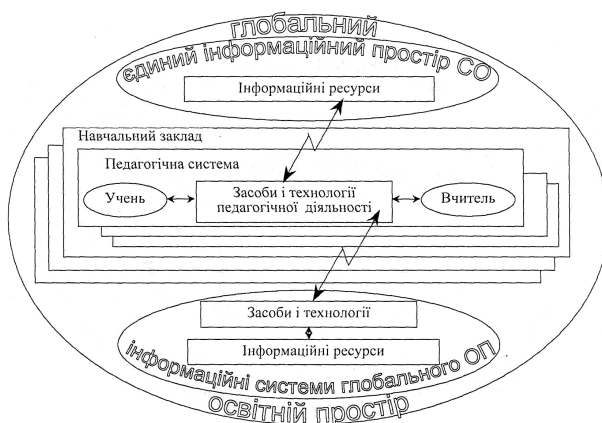 глобальний
єдиний інформаційний простір СО
Інформаційні ресурси
Навчальний заклад
Педагогічна система
Учень
Засоби і технології
педагогічної діяльності
Вчитель
Засоби і технології
Інформаційні ресурси
інформаційні системи глобального ОП
освітній простір